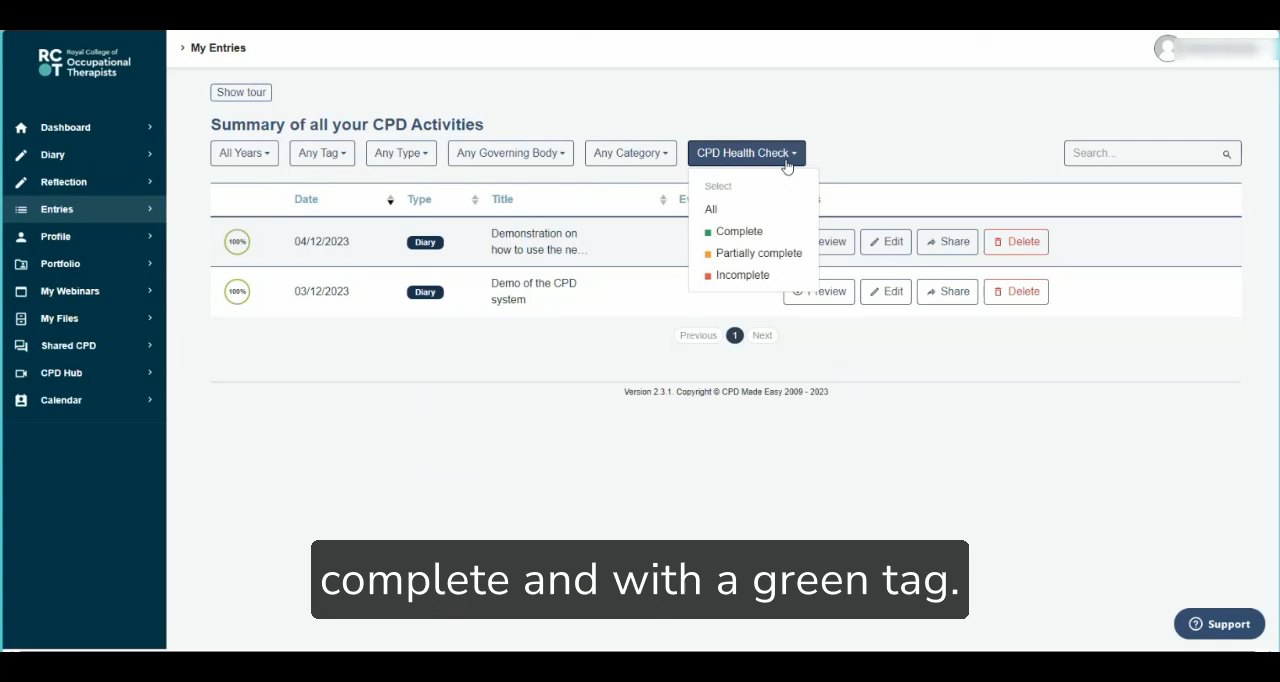 RC
OT
Royal College of
Occupational
Therapists
My Entries
Dashboard
Diary
Reflection
Entries
Profile
Portfolio
My Webinars
My Files
Shared CPD
CPD Hub
Calendar
Show tour
Summary of all your CPD Activities
All Years
Any Tag
Any Type
Any Governing Body
Any Category
CPD Health Check
Search...
Select
All
Complete
Partially complete
Incomplete
Date
Type
Title
100%
04/12/2023
Diary
Demonstration on
how to use the ne...
Edit
Share
Delete
100%
03/12/2023
Diary
Demo of the CPD
system
Edit
Share
Delete
Previous
1
Next
Version 2.3.1. Copyright © CPD Made Easy 2009 - 2023
complete and with a green tag.
Support